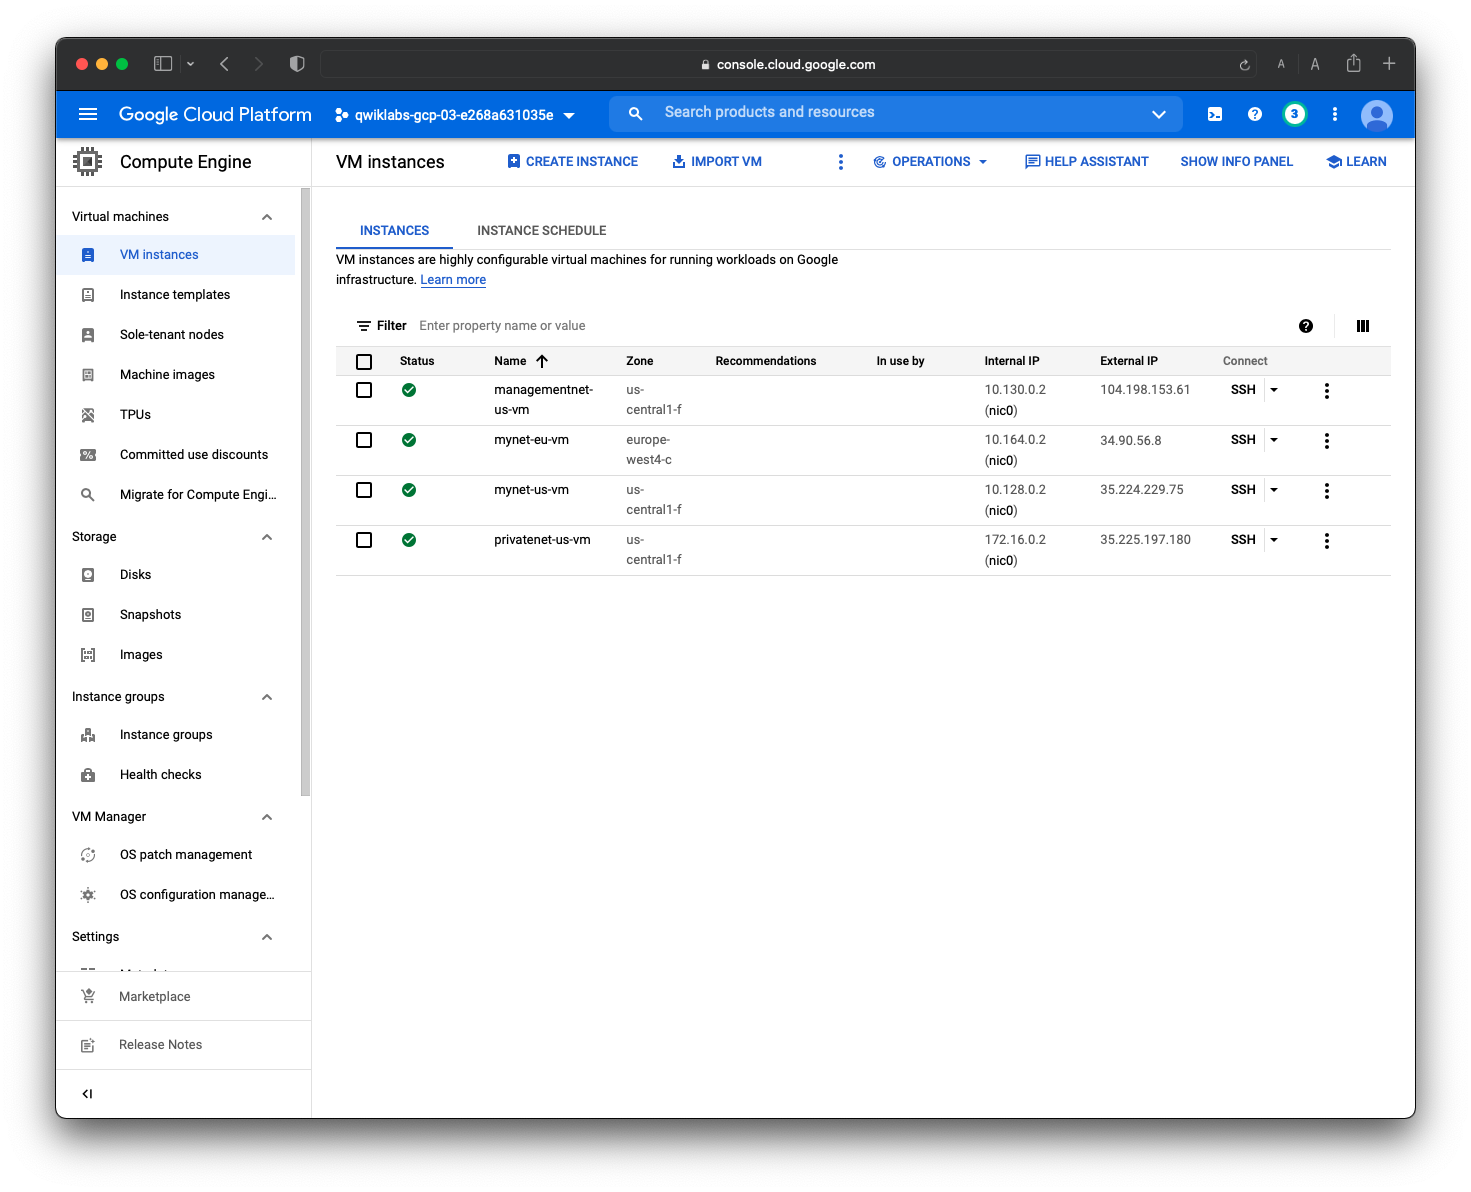 console.cloud.google.com
A
A
Google Cloud Platform
qwiklabs-gcp-03-e268a631035e
Search products and resources
3
Compute Engine
VM instances
CREATE INSTANCE
IMPORT VM
OPERATIONS
HELP ASSISTANT
SHOW INFO PANEL
LEARN
Virtual machines
VM instances
Instance templates
Sole-tenant nodes
Machine images
TPUs
Committed use discounts
Migrate for Compute Engi...
Storage
Disks
Snapshots
Images
Instance groups
Instance groups
Health checks
VM Manager
OS patch management
OS configuration manage...
Settings
Marketplace
Release Notes
INSTANCES
INSTANCE SCHEDULE
VM instances are highly configurable virtual machines for running workloads on Google
infrastructure. Learn more
Filter Enter property name or value
Status Name Zone Recommendations In use by Internal IP External IP Connect
managementnet- us- 10.130.0.2 104.198.153.61 SSH
us-vm central1-f (nic0)
mynet-eu-vm europe- 10.164.0.2 34.90.56.8 SSH
west4-c (nic0)
mynet-us-vm us- 10.128.0.2 35.224.229.75 SSH
central1-f (nic0)
privatenet-us-vm us- 172.16.0.2 35.225.197.180 SSH
central1-f (nic0)